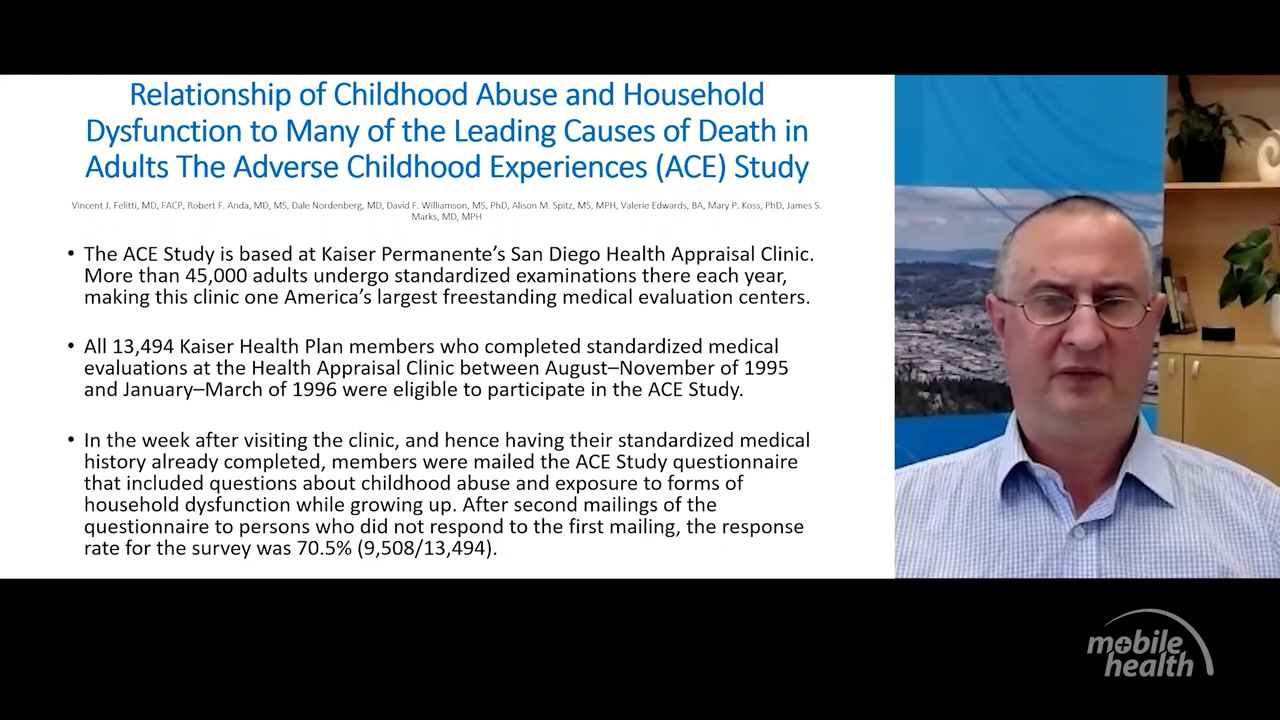 Relationship of Childhood Abuse and Household
Dysfunction to Many of the Leading Causes of Death in
Adults The Adverse Childhood Experiences (ACE) Study
Vincent J. Felitti, MD, FACP, Robert F. Anda, MD, MS, Dale Nordenberg, MD, David F. Williamson, MS, PhD, Alison M. Spitz, MS, MPH, Valerie Edwards, BA, Mary P. Koss, PhD, James S.
Marks, MD, MPH
• The ACE Study is based at Kaiser Permanente's San Diego Health Appraisal Clinic.
More than 45,000 adults undergo standardized examinations there each year,
making this clinic one America's largest freestanding medical evaluation centers.
• All 13,494 Kaiser Health Plan members who completed standardized medical
evaluations at the Health Appraisal Clinic between August–November of 1995
and January–March of 1996 were eligible to participate in the ACE Study.
• In the week after visiting the clinic, and hence having their standardized medical
history already completed, members were mailed the ACE Study questionnaire
that included questions about childhood abuse and exposure to forms of
household dysfunction while growing up. After second mailings of the
questionnaire to persons who did not respond to the first mailing, the response
rate for the survey was 70.5% (9,508/13,494).
mobile
health